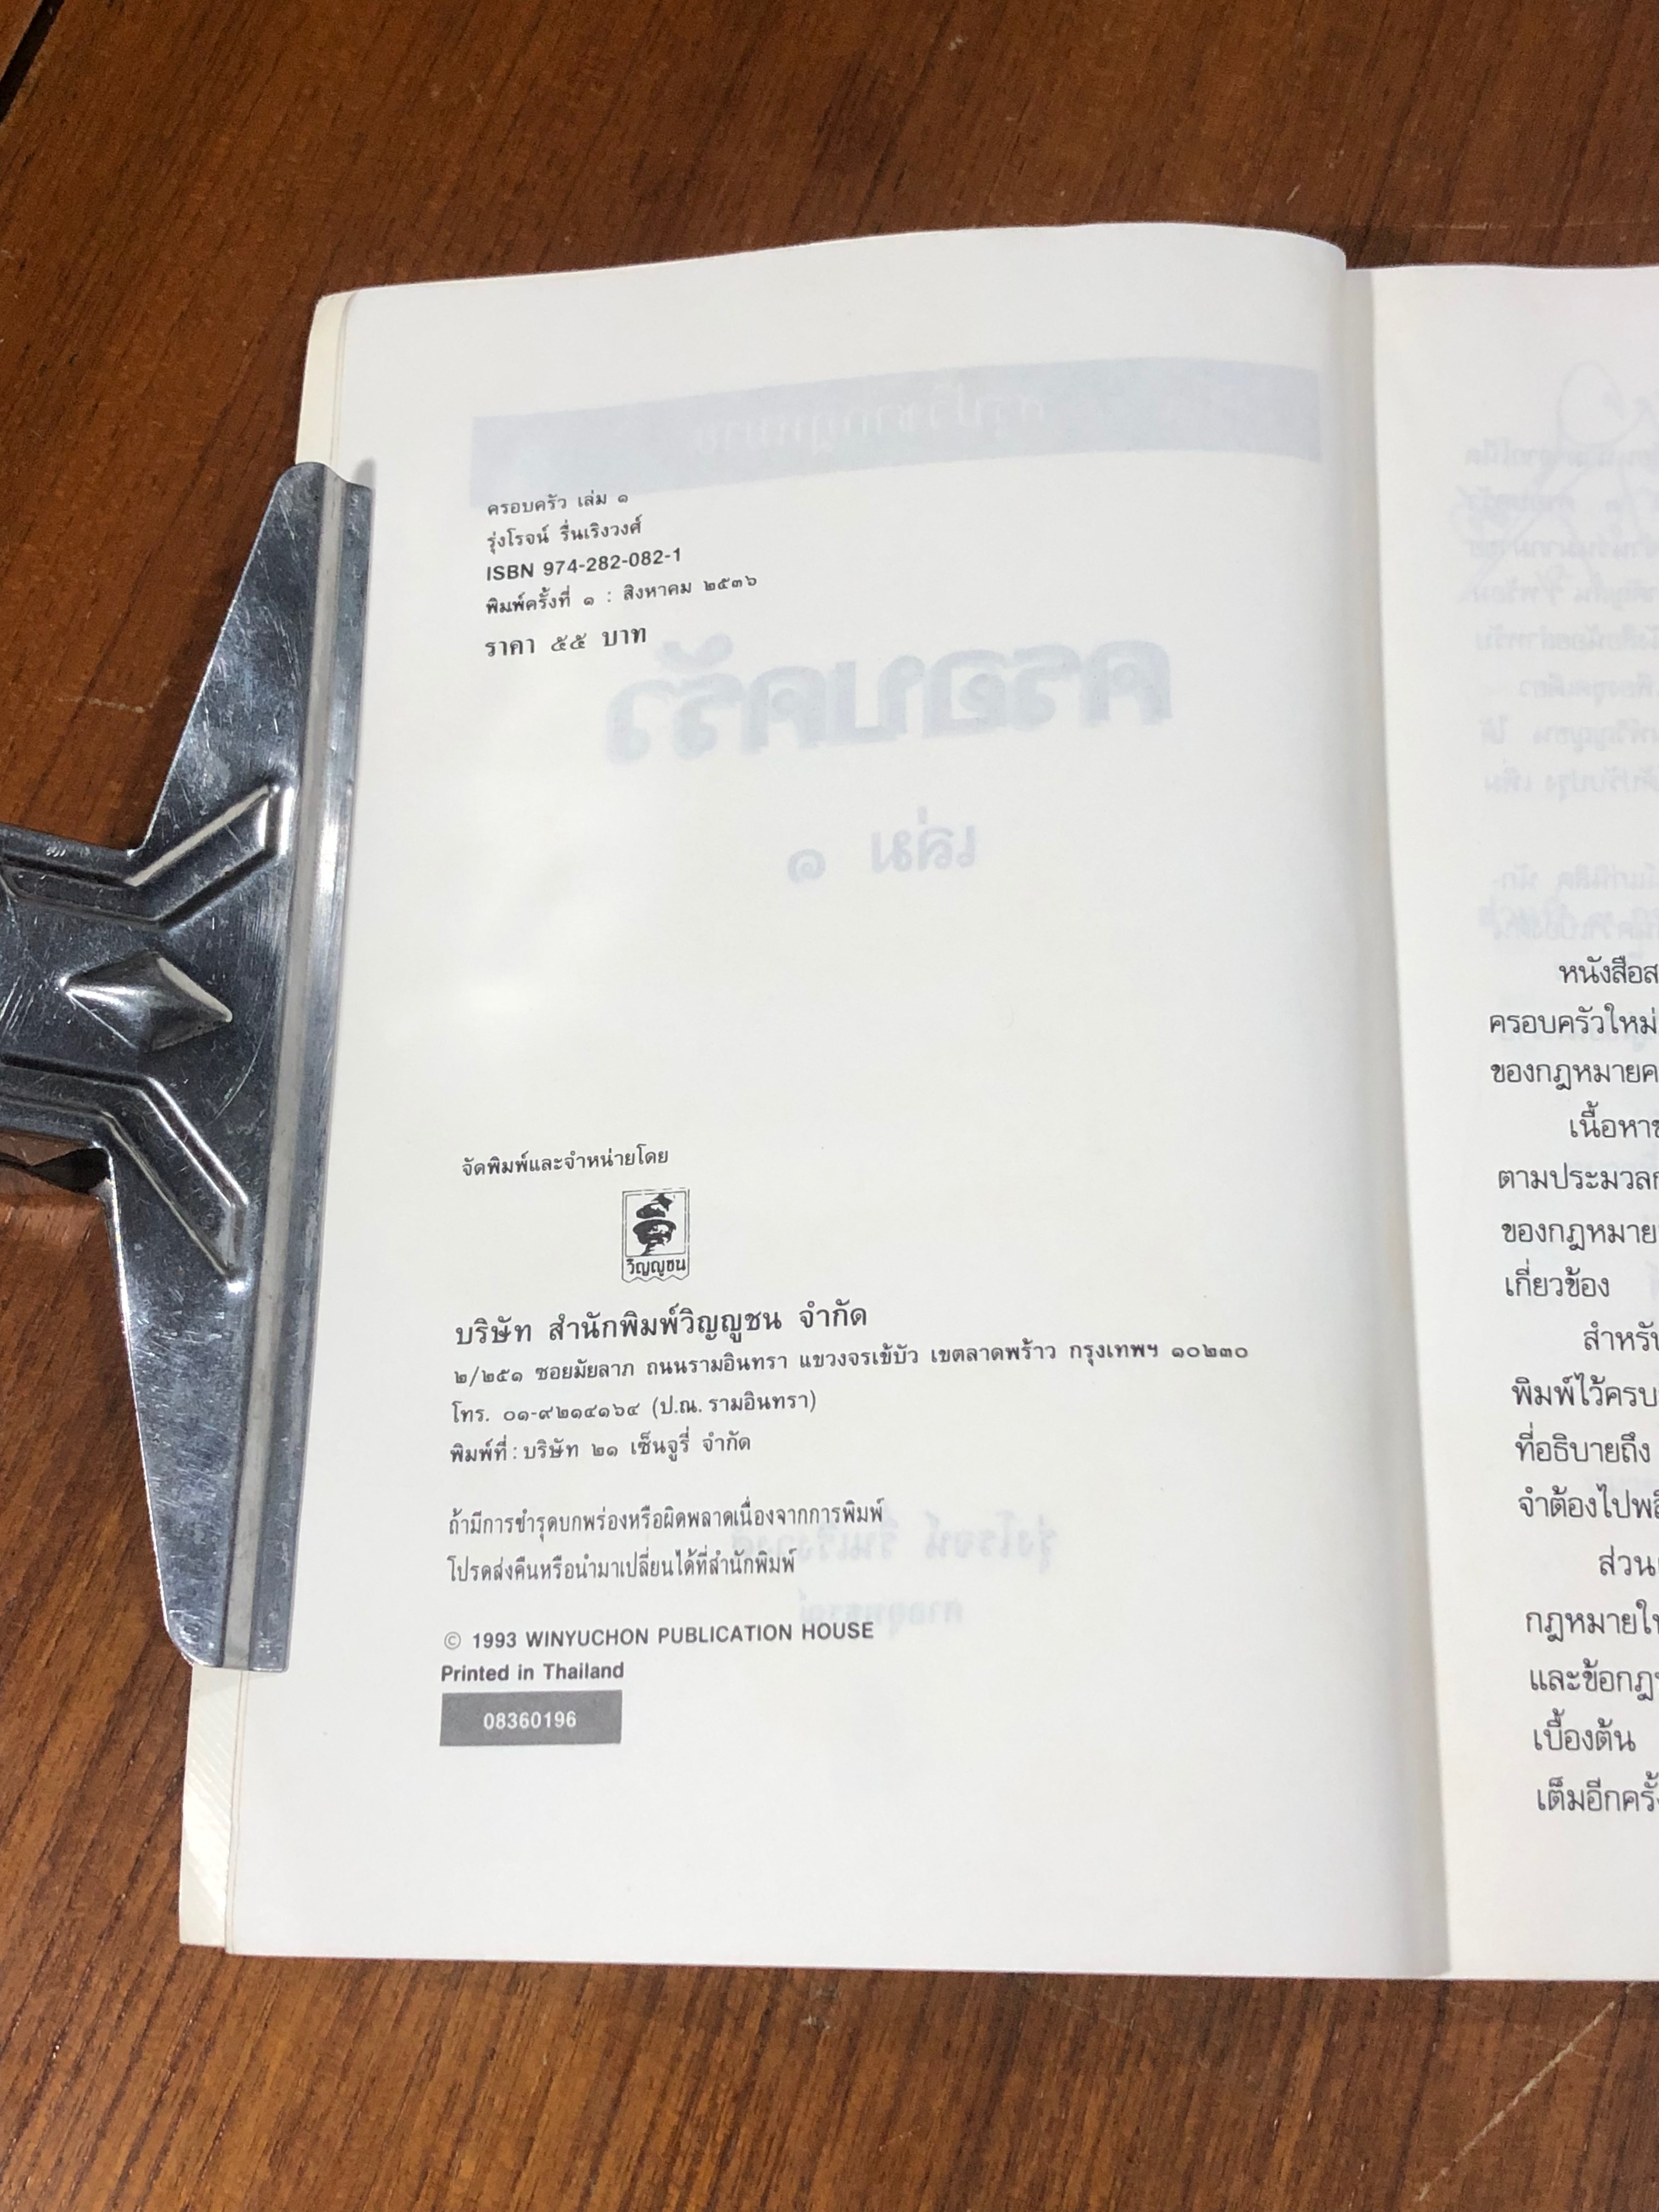 ครอบครัว เล่ม ๑
รุ่งโรจน์ รื่นเริงวงศ์
ISBN 974-282-082-1
พิมพ์ครั้งที่ ๑ : สิงหาคม ๒๕๓๖
ราคา ๕๕ บาท
จัดพิมพ์และจำหน่ายโดย
วิญญูชน
บริษัท สำนักพิมพ์วิญญูชน จำกัด
๒/๒๕๑ ซอยมัยลาภ ถนนรามอินทรา แขวงจรเข้บัว เขตลาดพร้าว กรุงเทพฯ ๑๐๒๓๐
โทร. ๐๑-๙๒๑๔๑๖๔ (ป.ณ. รามอินทรา)
พิมพ์ที่ : บริษัท ๒๑ เซ็นจูรี่ จำกัด
ถ้ามีการชำรุดบกพร่องหรือผิดพลาดเนื่องจากการพิมพ์
โปรดส่งคืนหรือนำมาเปลี่ยนได้ที่สำนักพิมพ์
© 1993 WINYUCHON PUBLICATION HOUSE
Printed in Thailand
08360196
หนังสือส
ครอบครัวใหม่
ของกฎหมายค
เนื้อหาข
ตามประมวลก
ของกฎหมาย
เกี่ยวข้อง
สำหรับ
พิมพ์ไว้ครบ
ที่อธิบายถึง
จำต้องไปพลิ
ส่วนเ
กฎหมายให
และข้อกฎห
เบื้องต้น
เต็มอีกครั้ง